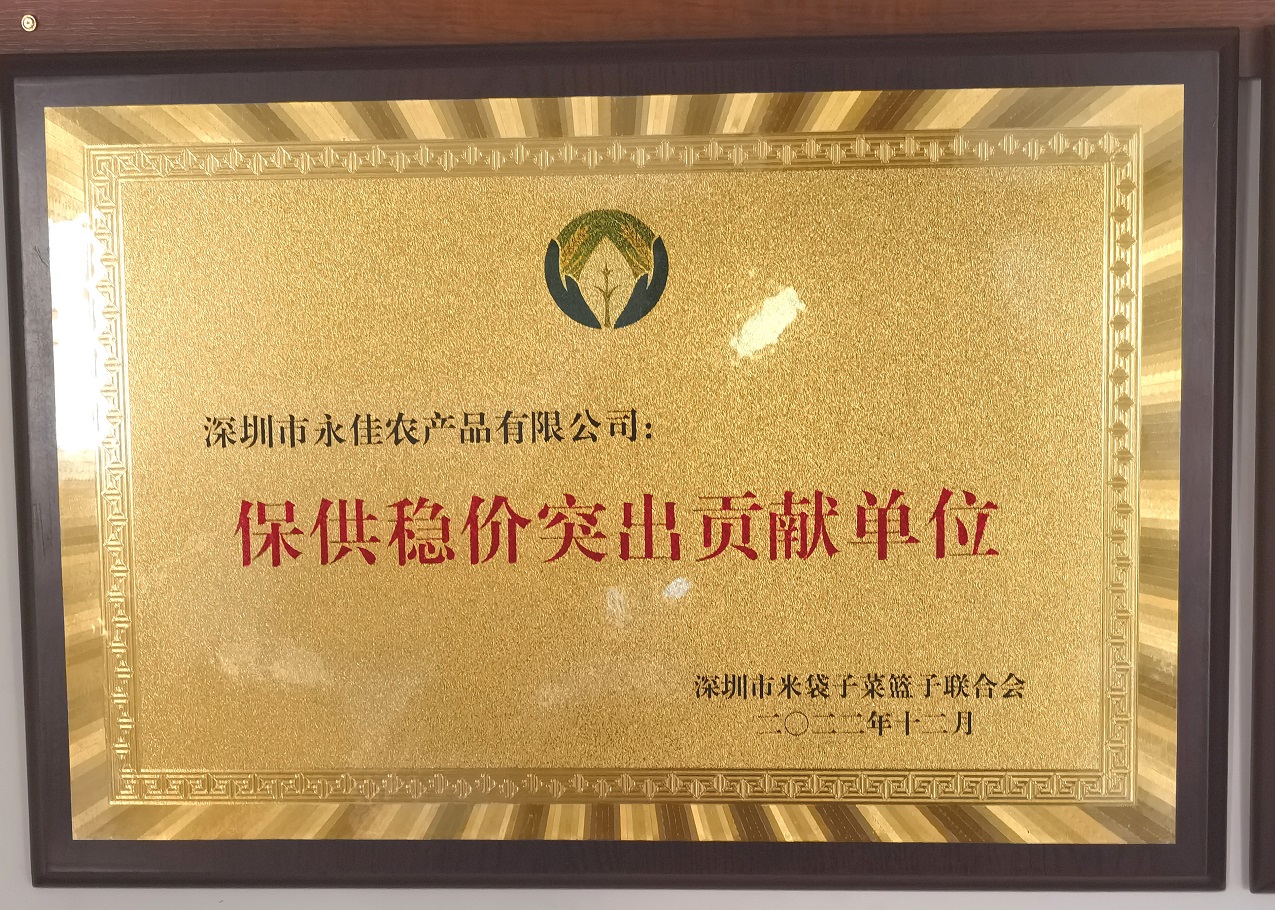 深圳市永佳农产品有限公司：
保供稳价突出贡献单位
深圳市米袋子菜篮子联合会
二〇二二年十二月